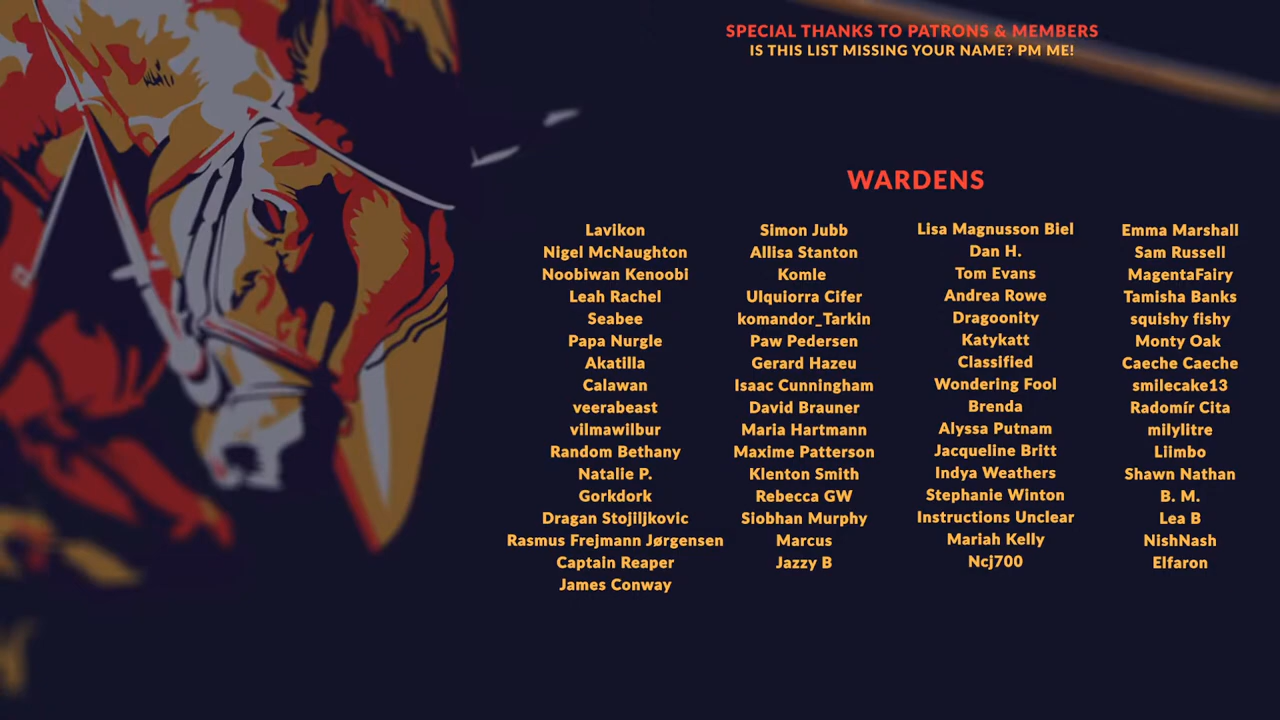 SPECIAL THANKS TO PATRONS & MEMBERS
IS THIS LIST MISSING YOUR NAME? PM ME!
WARDENS
Lavikon
Nigel McNaughton
Noobiwan Kenoobi
Leah Rachel
Seabee
Papa Nurgle
Akatilla
Calawan
veerabeast
vilmawilbur
Random Bethany
Natalie P.
Gorkdork
Dragan Stojiljkovic
Rasmus Frejmann Jørgensen
Captain Reaper
James Conway
Simon Jubb
Allisa Stanton
Komle
Ulquiorra Cifer
komandor_Tarkin
Paw Pedersen
Gerard Hazeu
Isaac Cunningham
David Brauner
Maria Hartmann
Maxime Patterson
Klenton Smith
Rebecca GW
Siobhan Murphy
Marcus
Jazzy B
Lisa Magnusson Biel
Dan H.
Tom Evans
Andrea Rowe
Dragoonity
Katykatt
Classified
Wondering Fool
Brenda
Alyssa Putnam
Jacqueline Britt
Indya Weathers
Stephanie Winton
Instructions Unclear
Mariah Kelly
Ncj700
Emma Marshall
Sam Russell
MagentaFairy
Tamisha Banks
squishy fishy
Monty Oak
Caeche Caeche
smilecake13
Radomír Cita
milylitre
Liimbo
Shawn Nathan
B. M.
Lea B
NishNash
Elfaron